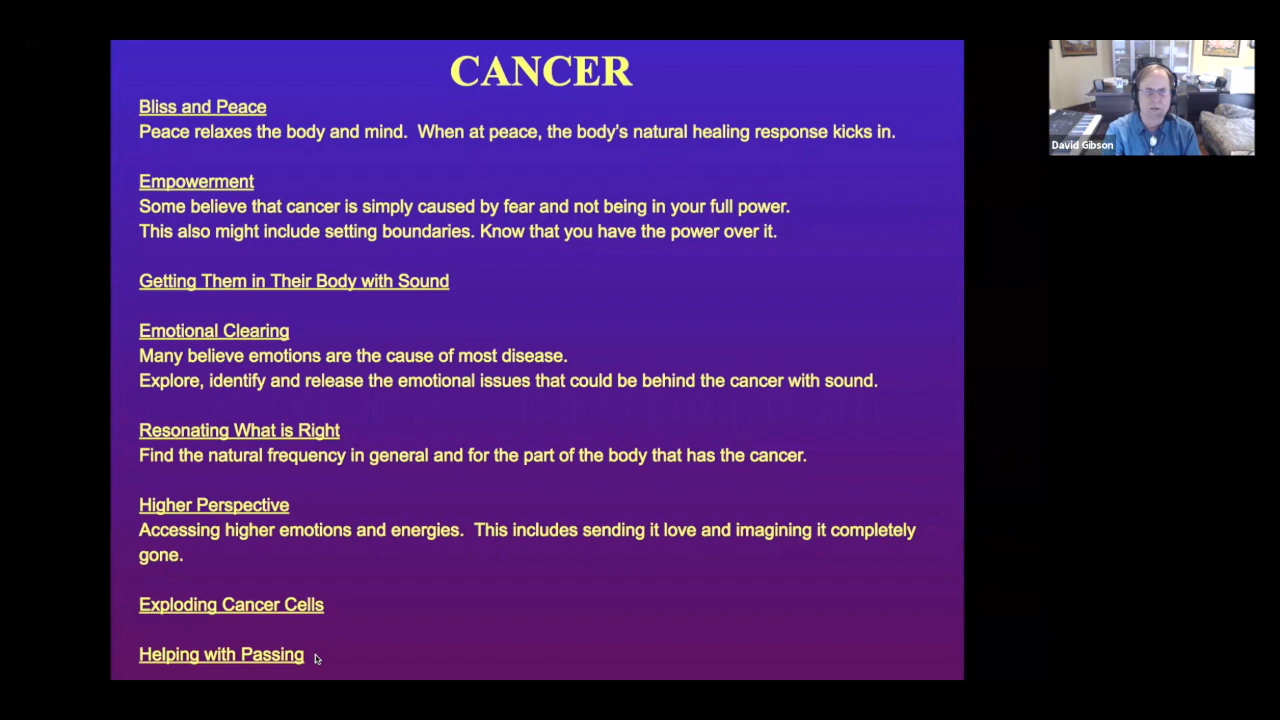 CANCER
Bliss and Peace
Peace relaxes the body and mind.  When at peace, the body's natural healing response kicks in.
Empowerment
Some believe that cancer is simply caused by fear and not being in your full power.
This also might include setting boundaries. Know that you have the power over it.
Getting Them in Their Body with Sound
Emotional Clearing
Many believe emotions are the cause of most disease.
Explore, identify and release the emotional issues that could be behind the cancer with sound.
Resonating What is Right
Find the natural frequency in general and for the part of the body that has the cancer.
Higher Perspective
Accessing higher emotions and energies.  This includes sending it love and imagining it completely
gone.
Exploding Cancer Cells
Helping with Passing
David Gibson